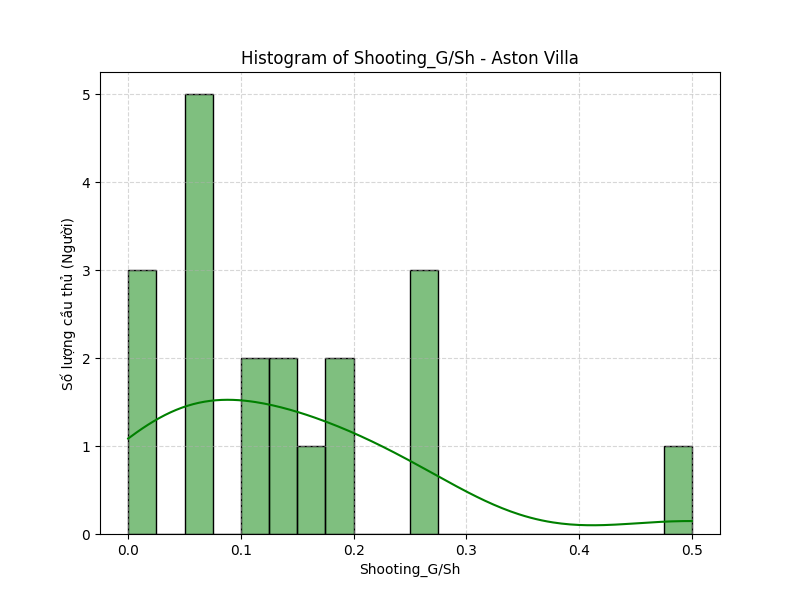 Histogram of Shooting_G/Sh - Aston Villa
Số lượng cầu thủ (Người)
5
4
3
2
1
0
0.0 0.1 0.2 0.3 0.4 0.5
Shooting_G/Sh